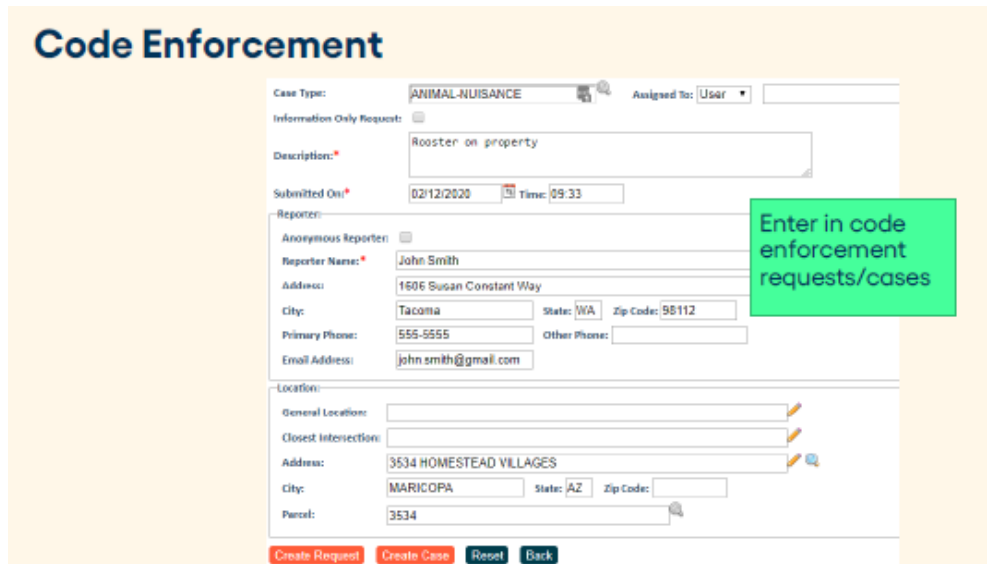 Code Enforcement
Case Type: ANIMAL-NUISANCE Assigned To: User
Information Only Request:
Description:* Rooster on property
Submitted On:* 02/12/2020 Time: 09:33
Reporter:
Anonymous Reporter:
Reporter Name:* John Smith
Address: 1606 Susan Constant Way
City: Tacoma State: WA Zip Code: 98112
Primary Phone: 555-5555 Other Phone:
Email Address: john.smith@gmail.com
Enter in code
enforcement
requests/cases
Location:
General Location:
Closest Intersection:
Address: 3534 HOMESTEAD VILLAGES
City: MARICOPA State: AZ Zip Code:
Parcel: 3534
Create Request Create Case Reset Back